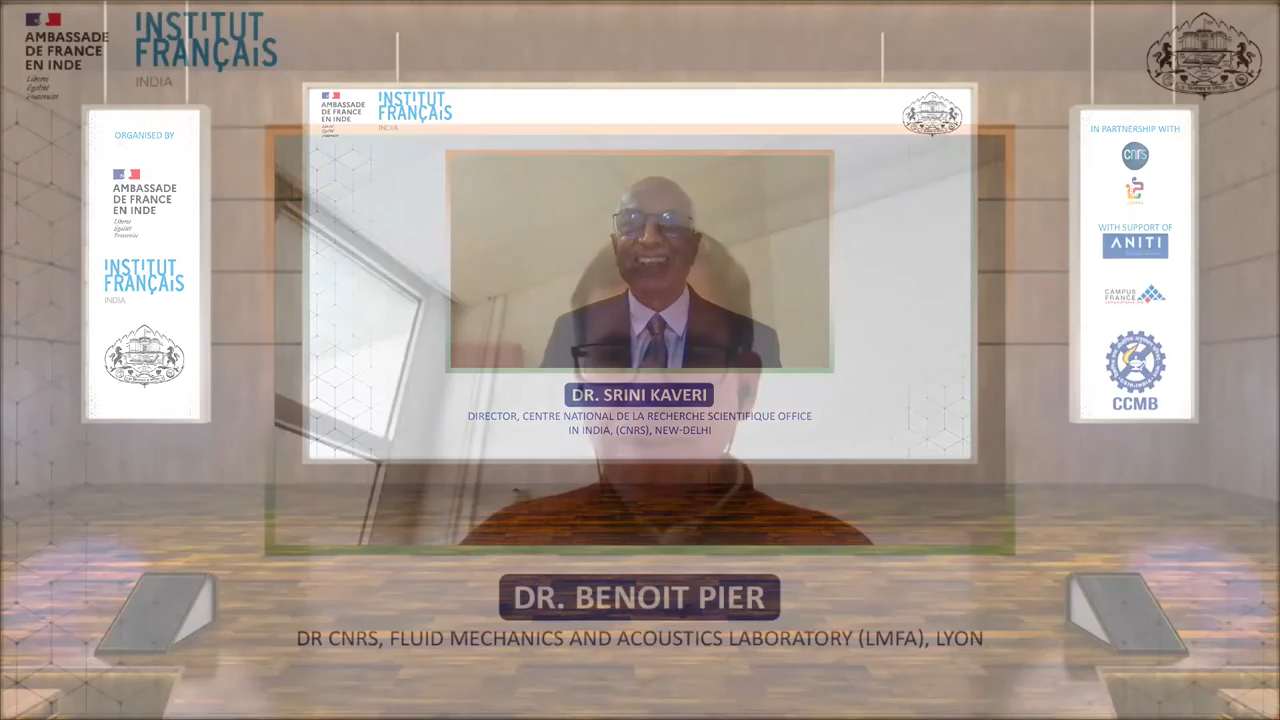 AMBASSADE
DE FRANCE
EN INDE
Liberté
Égalité
Fraternité
INSTITUT
FRANÇAIS
INDIA
AMBASSADE
DE FRANCE
EN INDE
INSTITUT
FRANÇAIS
INDIA
ORGANISED BY
AMBASSADE
DE FRANCE
EN INDE
Liberté
Égalité
Fraternité
INSTITUT
FRANÇAIS
INDIA
IN PARTNERSHIP WITH
cnrs
WITH SUPPORT OF
ANITI
CAMPUS
FRANCE
CCMB
DR. SRINI KAVERI
DIRECTOR, CENTRE NATIONAL DE LA RECHERCHE SCIENTIFIQUE OFFICE
IN INDIA, (CNRS), NEW-DELHI
DR. BENOIT PIER
DR CNRS, FLUID MECHANICS AND ACOUSTICS LABORATORY (LMFA), LYON